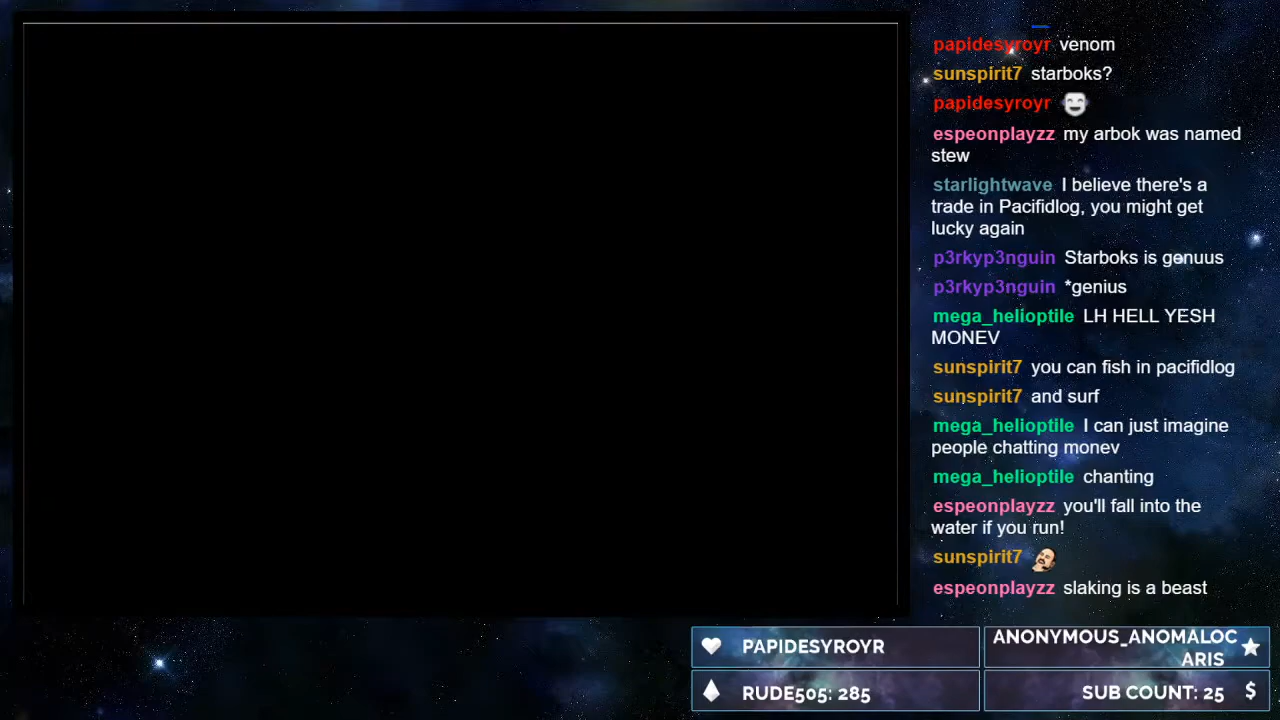 papidesyroyr venom
sunspirit7 starboks?
papidesyroyr
espeonplayzz my arbok was named
stew
starlightwave I believe there's a
trade in Pacifidlog, you might get
lucky again
p3rkyp3nguin Starboks is genuus
p3rkyp3nguin *genius
mega_helioptile LH HELL YESH
MONEV
sunspirit7 you can fish in pacifidlog
sunspirit7 and surf
mega_helioptile I can just imagine
people chatting monev
mega_helioptile chanting
espeonplayzz you'll fall into the
water if you run!
sunspirit7
espeonplayzz slaking is a beast
PAPIDESYROYR
ANONYMOUS_ANOMALOC
ARIS
RUDE505: 285
SUB COUNT: 25 $